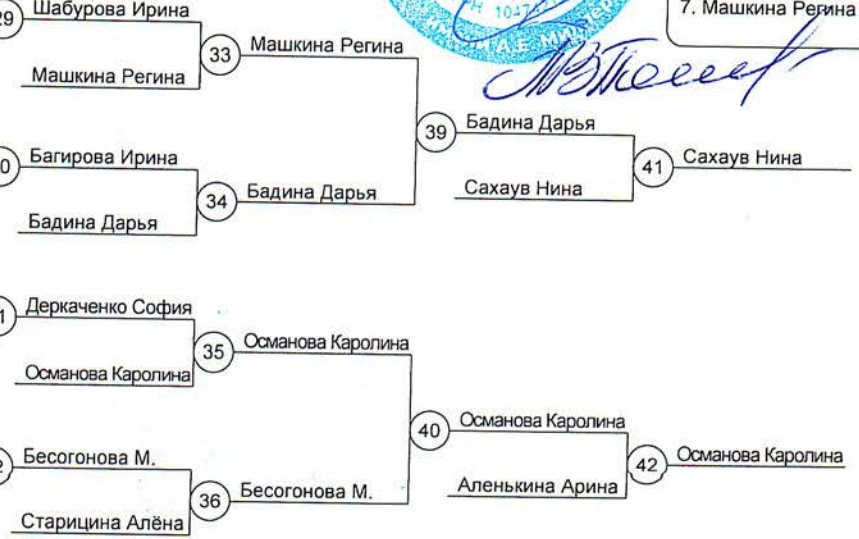 29 Шабурова Ирина
7. Машкина Регина
33 Машкина Регина
Машкина Регина
39 Бадина Дарья
Багирова Ирина
41 Сахаув Нина
34 Бадина Дарья
Сахаув Нина
Бадина Дарья
Деркаченко София
35 Османова Каролина
Османова Каролина
40 Османова Каролина
Бесогонова М.
42 Османова Каролина
36 Бесогонова М.
Аленькина Арина
Старицина Алёна